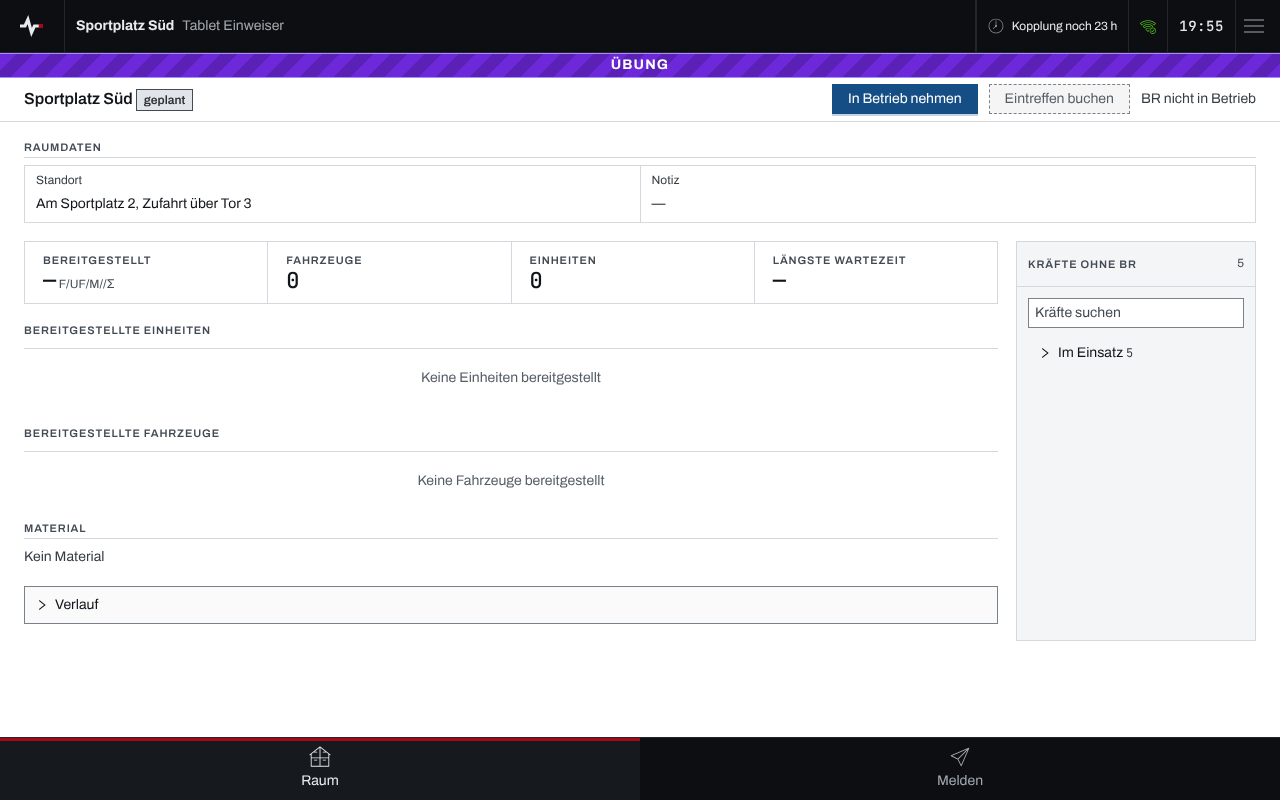 Sportplatz Süd Tablet Einweiser
Kopplung noch 23 h
19:55
ÜBUNG
Sportplatz Süd geplant
In Betrieb nehmen
Eintreffen buchen
BR nicht in Betrieb
RAUMDATEN
Standort
Am Sportplatz 2, Zufahrt über Tor 3
Notiz
—
BEREITGESTELLT
– F/UF/M//Σ
FAHRZEUGE
0
EINHEITEN
0
LÄNGSTE WARTEZEIT
–
KRÄFTE OHNE BR 5
Kräfte suchen
Im Einsatz 5
BEREITGESTELLTE EINHEITEN
Keine Einheiten bereitgestellt
BEREITGESTELLTE FAHRZEUGE
Keine Fahrzeuge bereitgestellt
MATERIAL
Kein Material
Verlauf
Raum
Melden